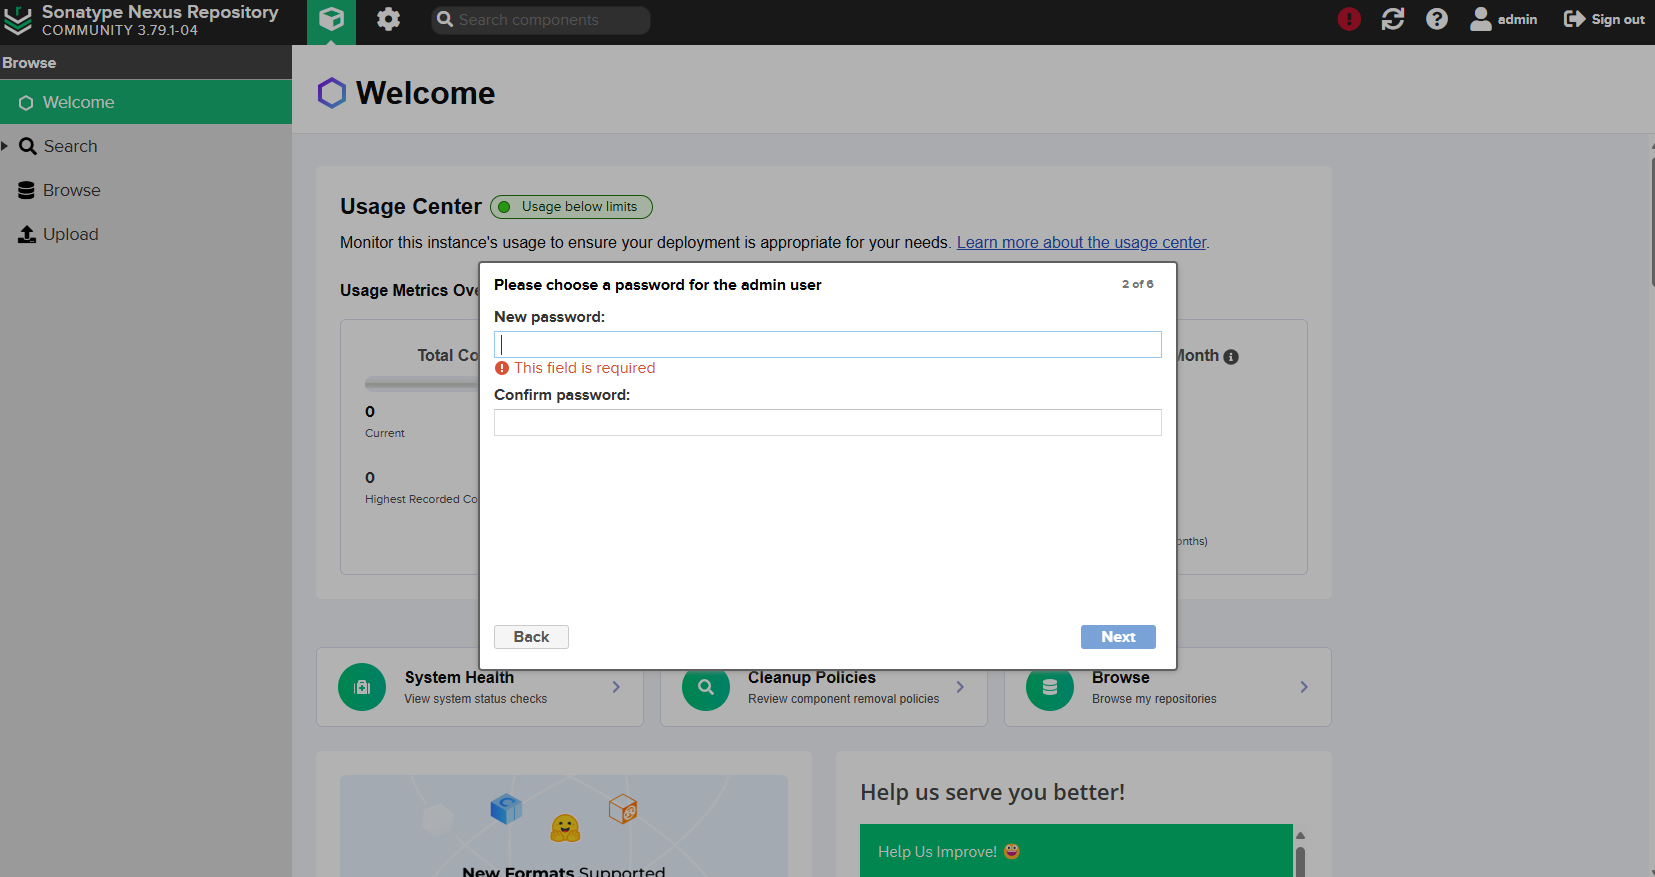 Sonatype Nexus Repository
COMMUNITY 3.79.1-04
Search components
admin
Sign out
Browse
Welcome
Search
Browse
Upload
Welcome
Usage Center
Usage below limits
Monitor this instance's usage to ensure your deployment is appropriate for your needs. Learn more about the usage center.
Usage Metrics Ove
Total Co
Month
0
Current
0
Highest Recorded Co
onths)
Please choose a password for the admin user
2 of 6
New password:
This field is required
Confirm password:
Back
Next
System Health
View system status checks
Cleanup Policies
Review component removal policies
Browse
Browse my repositories
New Formats Supported
Help us serve you better!
Help Us Improve!